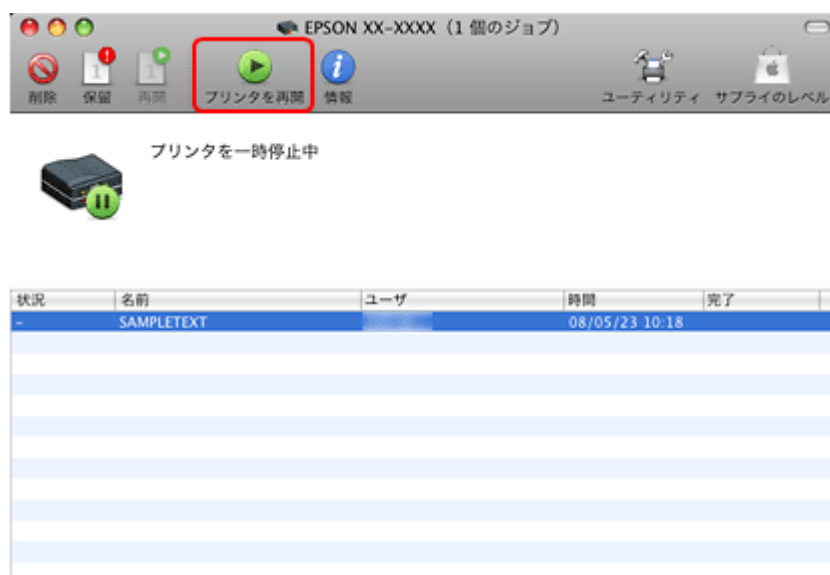 EPSON XX-XXXX（1 個のジョブ）
削除 保留 再開 プリンタを再開 情報 ユーティリティ サプライのレベル
プリンタを一時停止中
状況 名前 ユーザ 時間 完了
- SAMPLETEXT 08/05/23 10:18